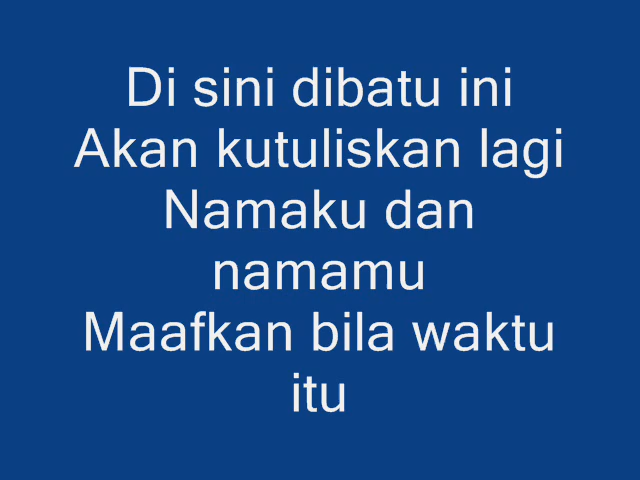 Di sini dibatu ini
Akan kutuliskan lagi
Namaku dan
namamu
Maafkan bila waktu
itu